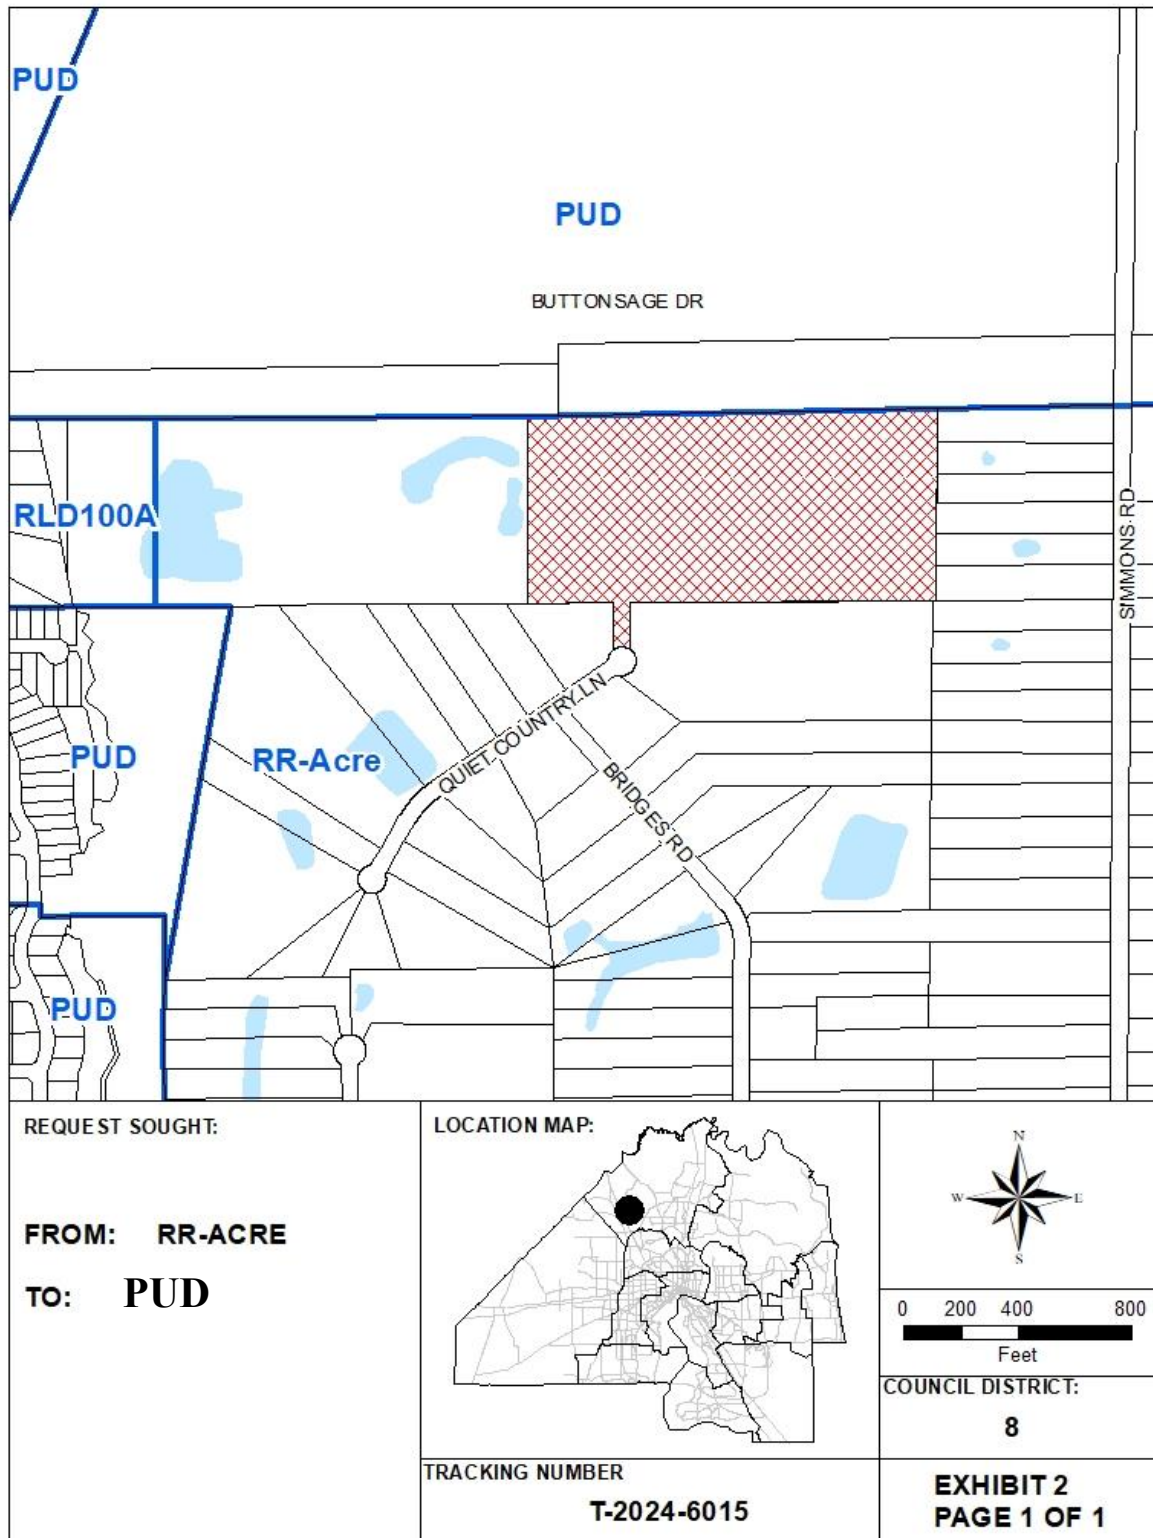 PUD
PUD
BUTTONSAGE DR
RLD100A
SIMMONS RD
QUIET COUNTRY LN
PUD
RR-Acre
BRIDGES RD
PUD
REQUEST SOUGHT:
FROM: RR-ACRE
TO: PUD
LOCATION MAP:
N
W E
S
0 200 400 800
Feet
COUNCIL DISTRICT:
8
TRACKING NUMBER
T-2024-6015
EXHIBIT 2
PAGE 1 OF 1